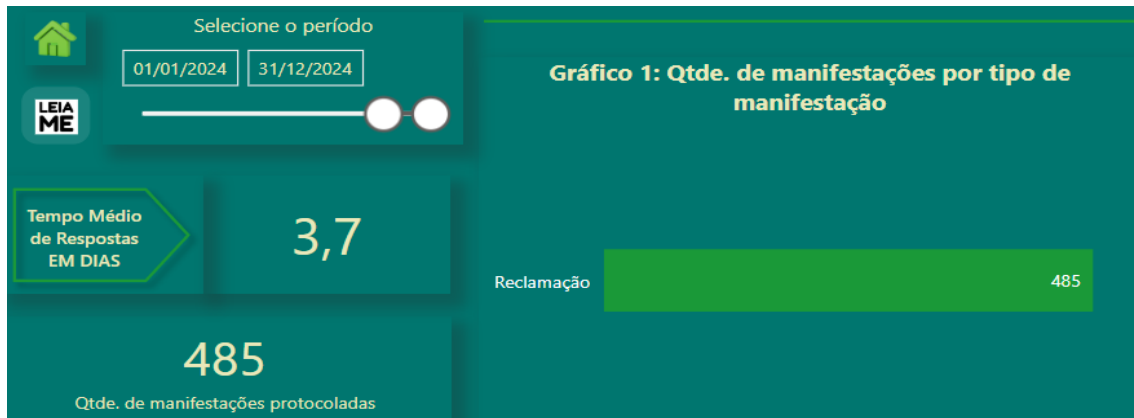 Selecione o período
01/01/2024
31/12/2024
LEIA
ME
Tempo Médio
de Respostas
EM DIAS
3,7
485
Qtde. de manifestações protocoladas
Gráfico 1: Qtde. de manifestações por tipo de
manifestação
Reclamação
485